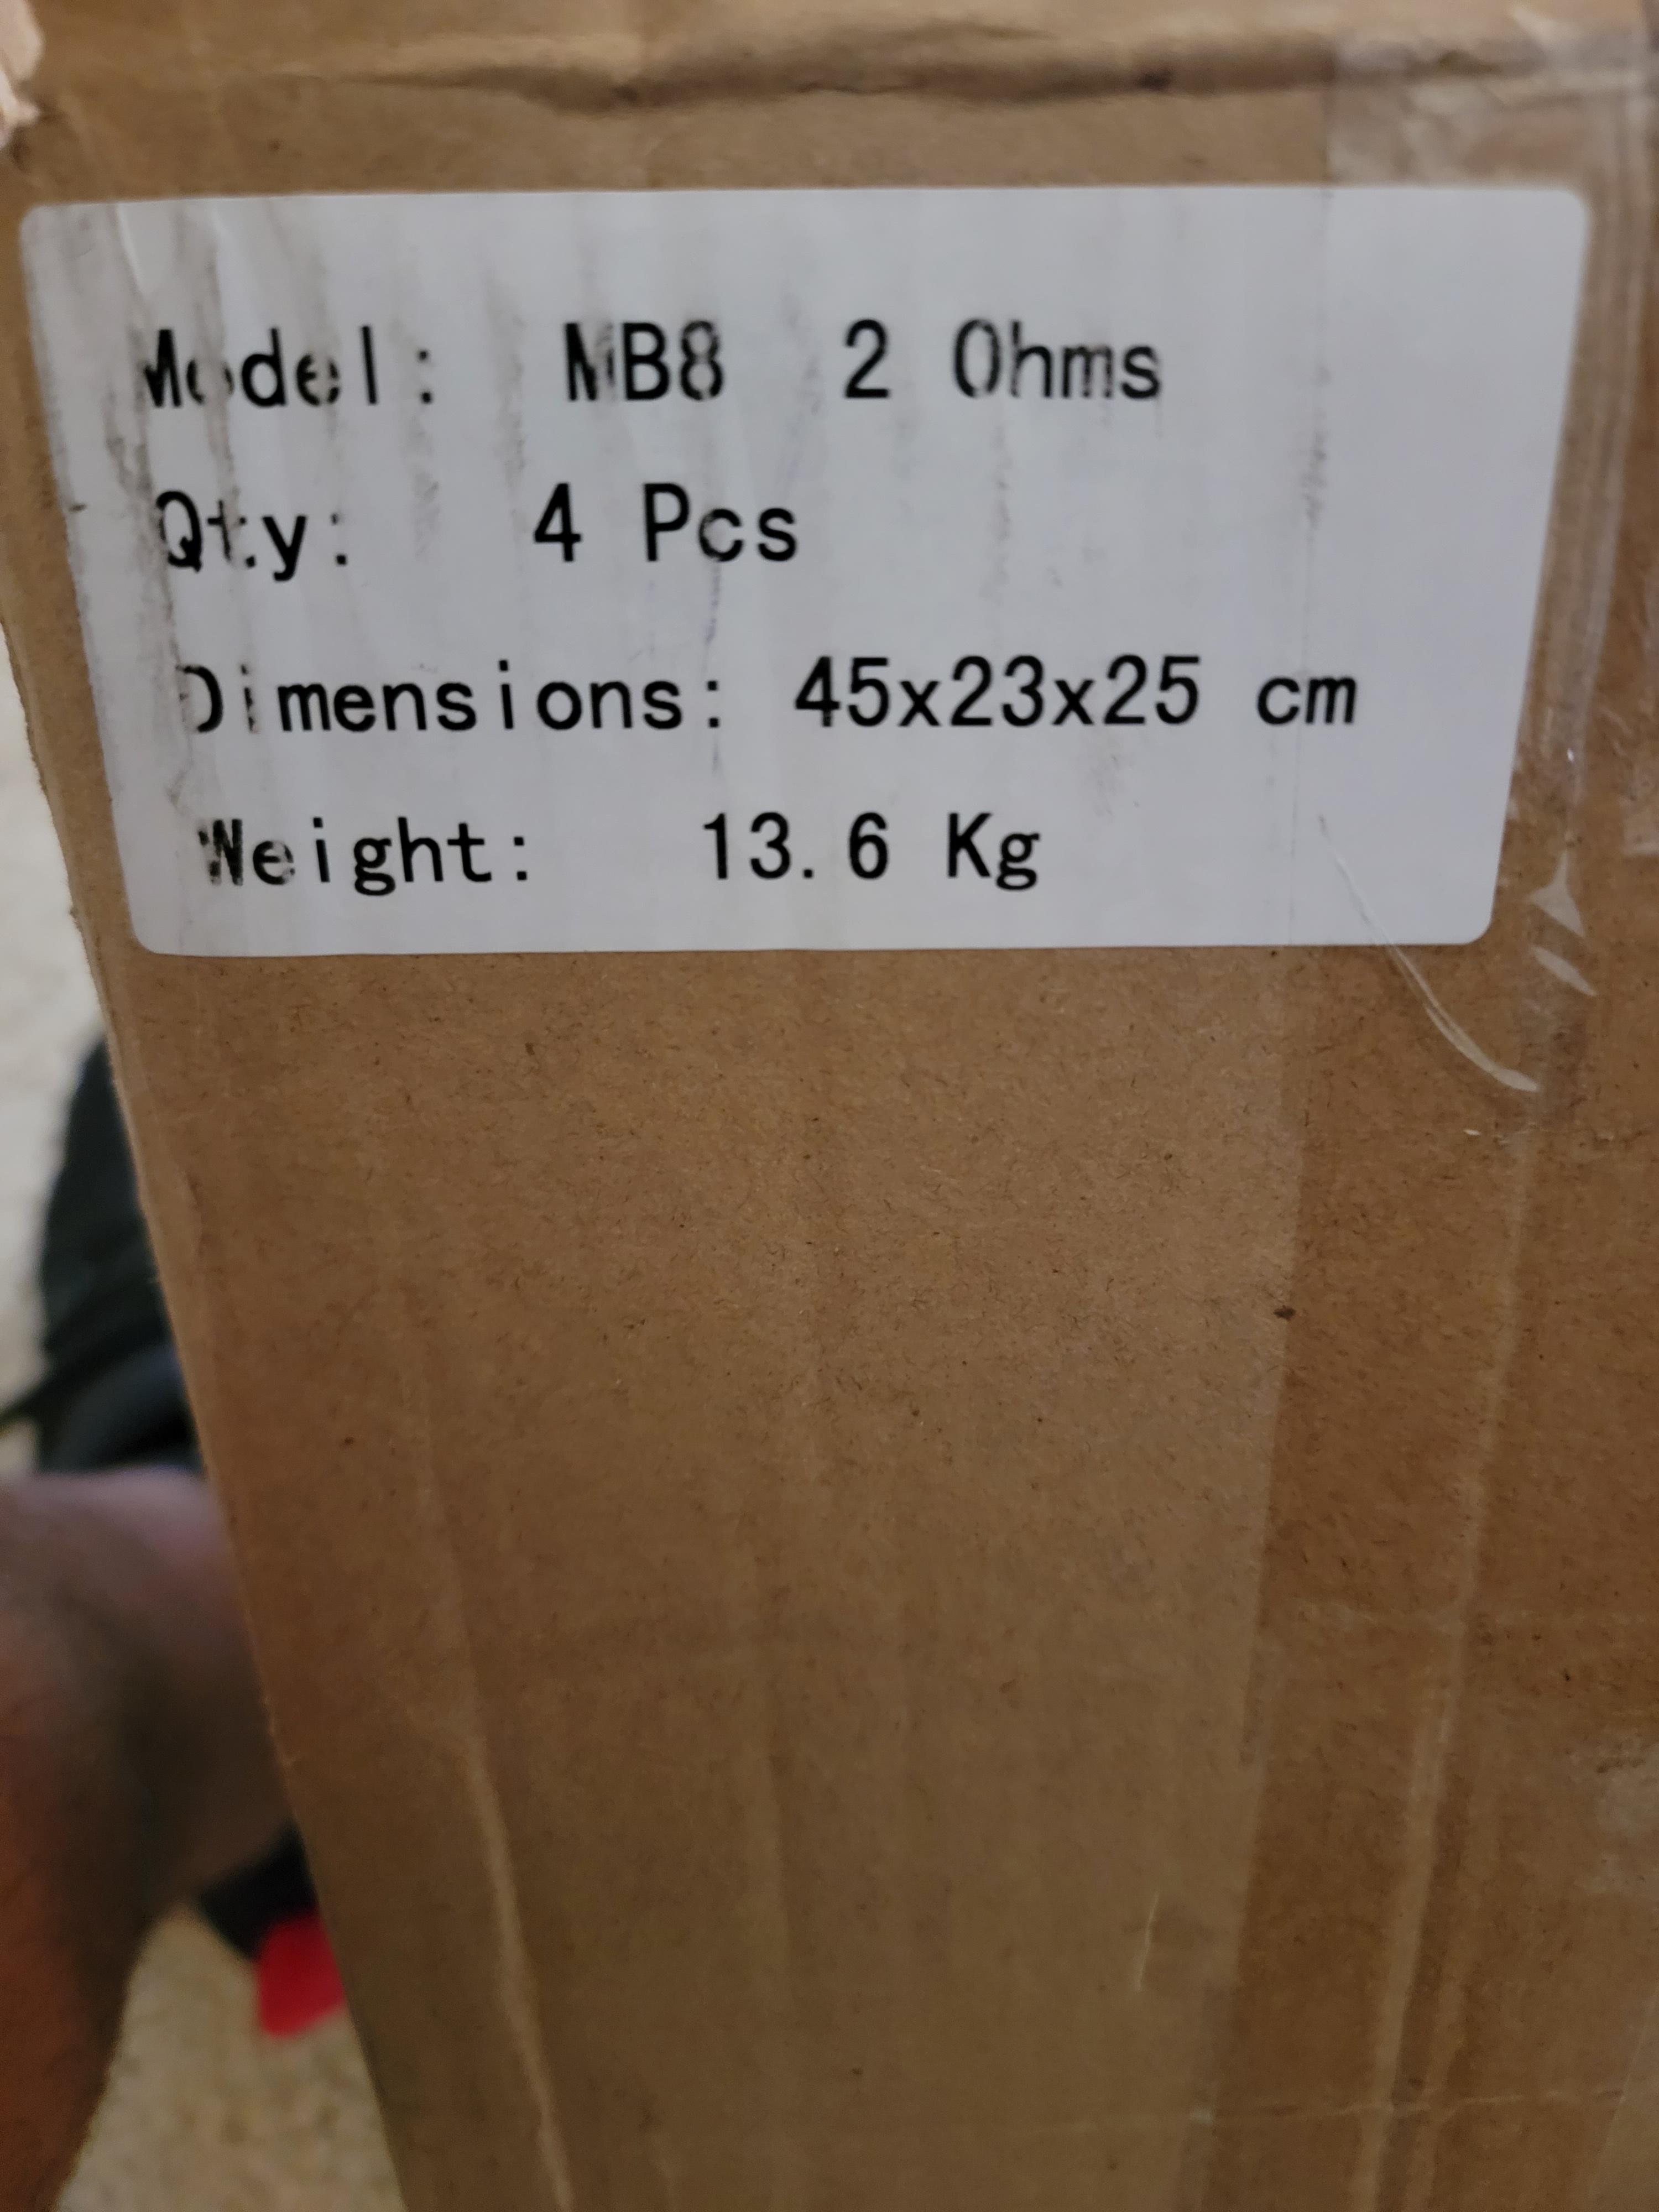 Model: MB8 2 Ohms
Qty: 4 Pcs
Dimensions: 45x23x25 cm
Weight: 13.6 Kg